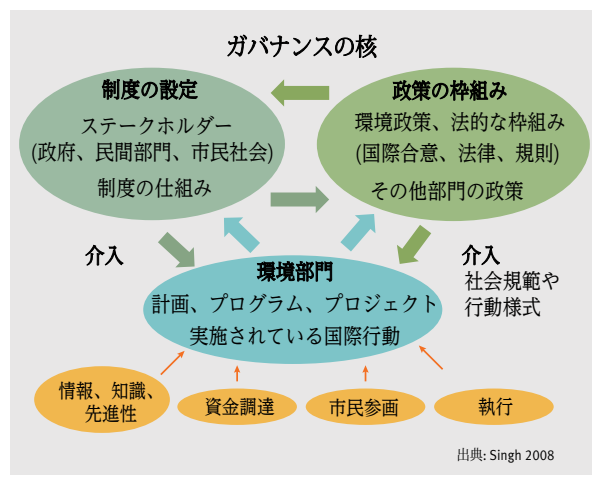 ガバナンスの核
制度の設定
ステークホルダー
(政府、民間部門、市民社会)
制度の仕組み
政策の枠組み
環境政策、法的な枠組み
(国際合意、法律、規則)
その他部門の政策
介入
介入
社会規範や
行動様式
環境部門
計画、プログラム、プロジェクト
実施されている国際行動
情報、知識、
先進性
資金調達
市民参画
執行
出典: Singh 2008